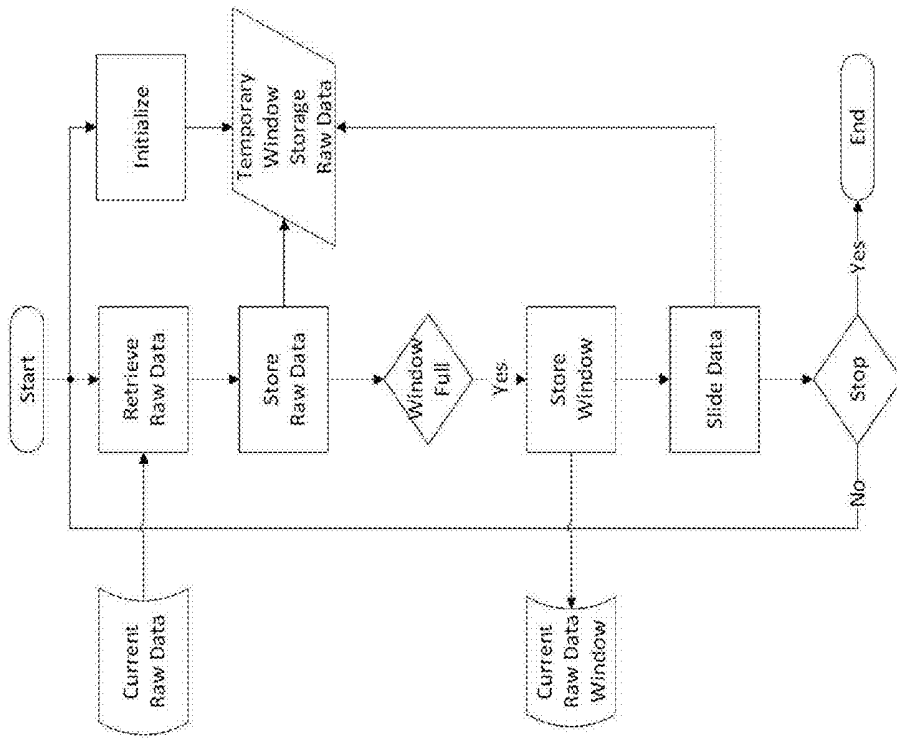 Start
Initialize
Retrieve
Raw Data
Current
Raw Data
Store
Raw Data
Temporary
Window
Storage
Raw Data
Window
Full
Yes
Store
Window
Current
Raw Data
Window
Slide Data
Stop
No
Yes
End